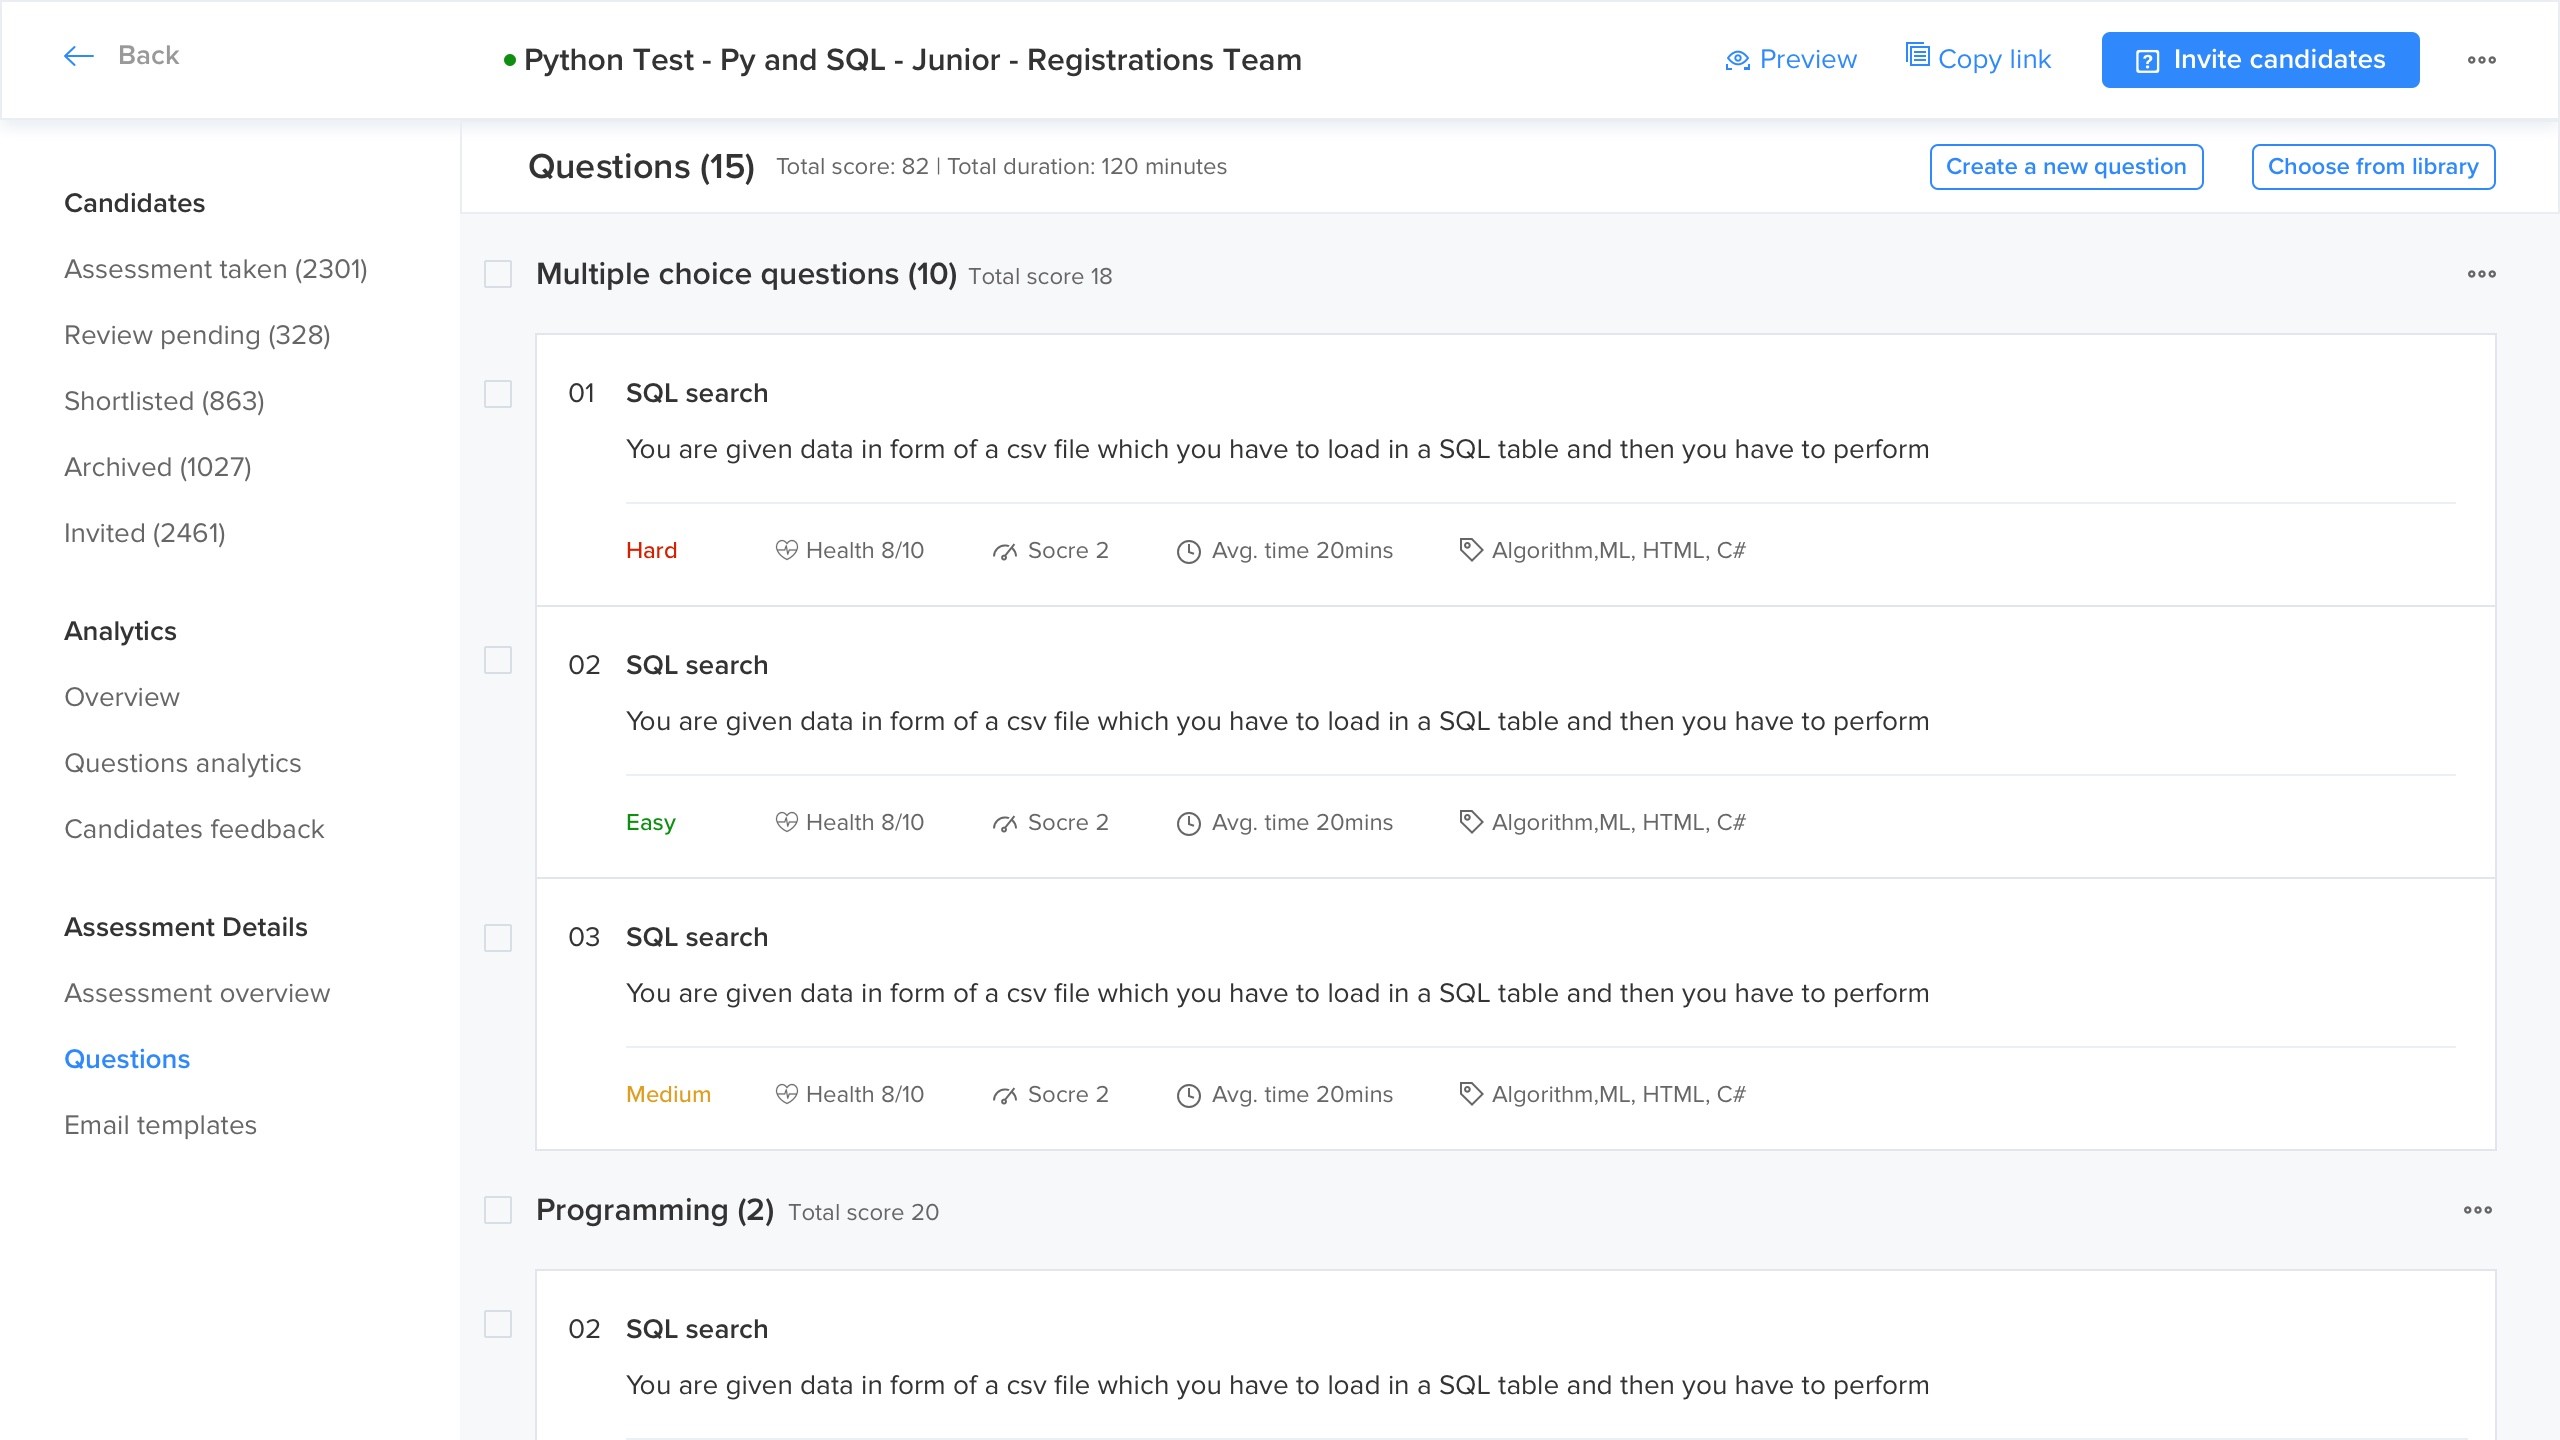 Back
Python Test - Py and SQL - Junior - Registrations Team
Preview
Copy link
Invite candidates
Candidates
Assessment taken (2301)
Review pending (328)
Shortlisted (863)
Archived (1027)
Invited (2461)
Analytics
Overview
Questions analytics
Candidates feedback
Assessment Details
Assessment overview
Questions
Email templates
Questions (15) Total score: 82 | Total duration: 120 minutes
Create a new question
Choose from library
Multiple choice questions (10) Total score 18
01 SQL search
You are given data in form of a csv file which you have to load in a SQL table and then you have to perform
Hard Health 8/10 Socre 2 Avg. time 20mins Algorithm,ML, HTML, C#
02 SQL search
You are given data in form of a csv file which you have to load in a SQL table and then you have to perform
Easy Health 8/10 Socre 2 Avg. time 20mins Algorithm,ML, HTML, C#
03 SQL search
You are given data in form of a csv file which you have to load in a SQL table and then you have to perform
Medium Health 8/10 Socre 2 Avg. time 20mins Algorithm,ML, HTML, C#
Programming (2) Total score 20
02 SQL search
You are given data in form of a csv file which you have to load in a SQL table and then you have to perform